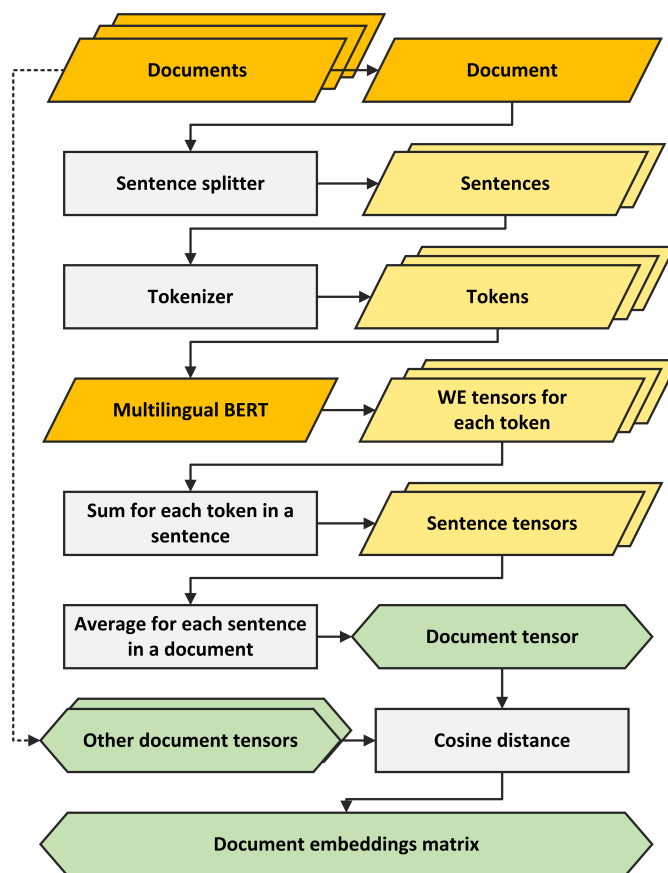 Documents
Document
Sentence splitter
Sentences
Tokenizer
Tokens
Multilingual BERT
WE tensors for
each token
Sum for each token in a
sentence
Sentence tensors
Average for each sentence
in a document
Document tensor
Other document tensors
Cosine distance
Document embeddings matrix